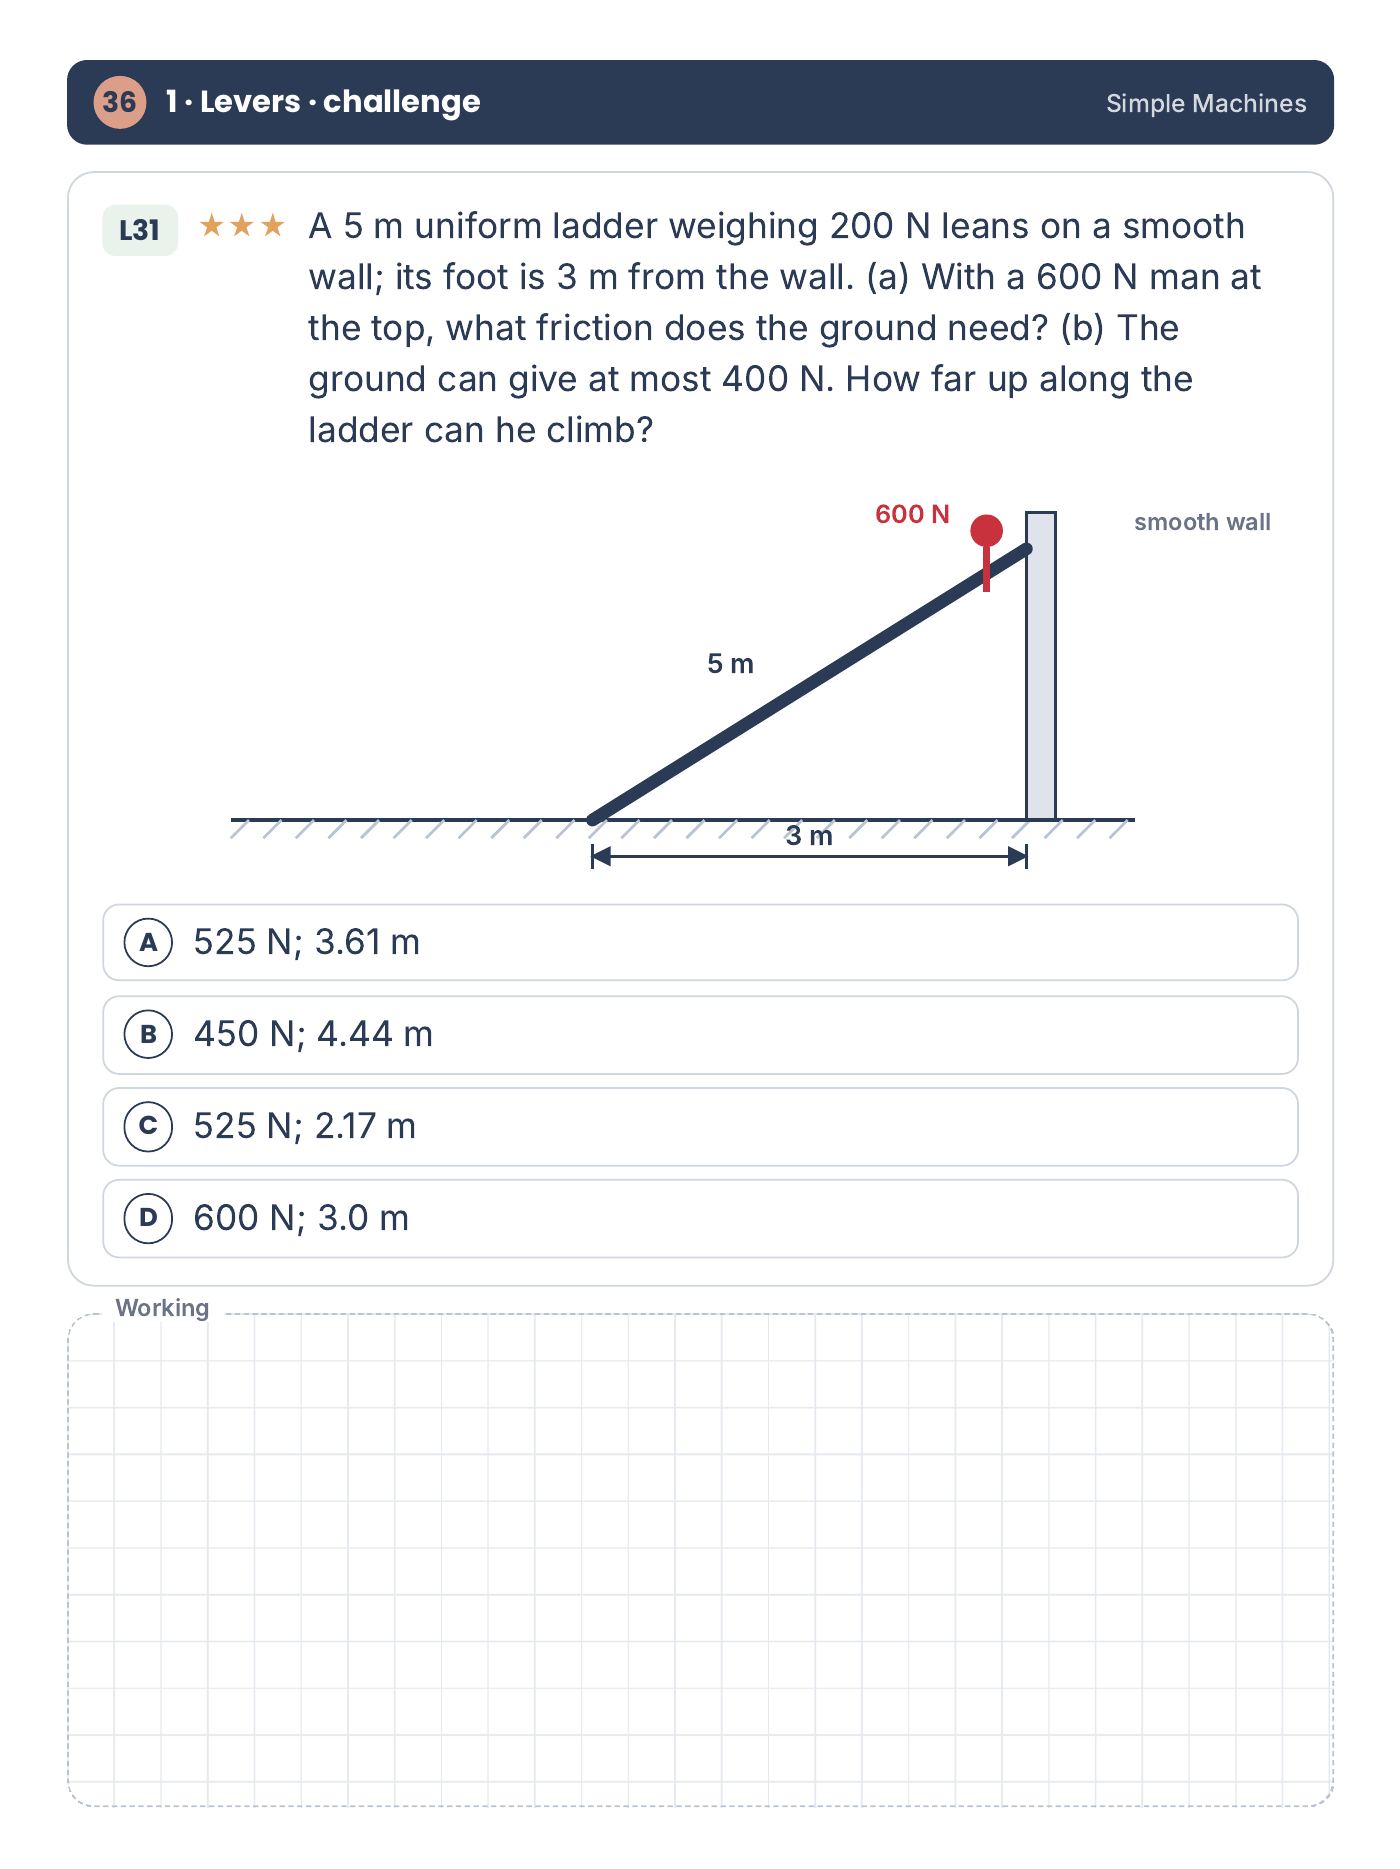 36 1 · Levers · challenge Simple Machines
L31 ★★★ A 5 m uniform ladder weighing 200 N leans on a smooth
wall; its foot is 3 m from the wall. (a) With a 600 N man at
the top, what friction does the ground need? (b) The
ground can give at most 400 N. How far up along the
ladder can he climb?
600 N
smooth wall
5 m
3 m
A 525 N; 3.61 m
B 450 N; 4.44 m
C 525 N; 2.17 m
D 600 N; 3.0 m
Working